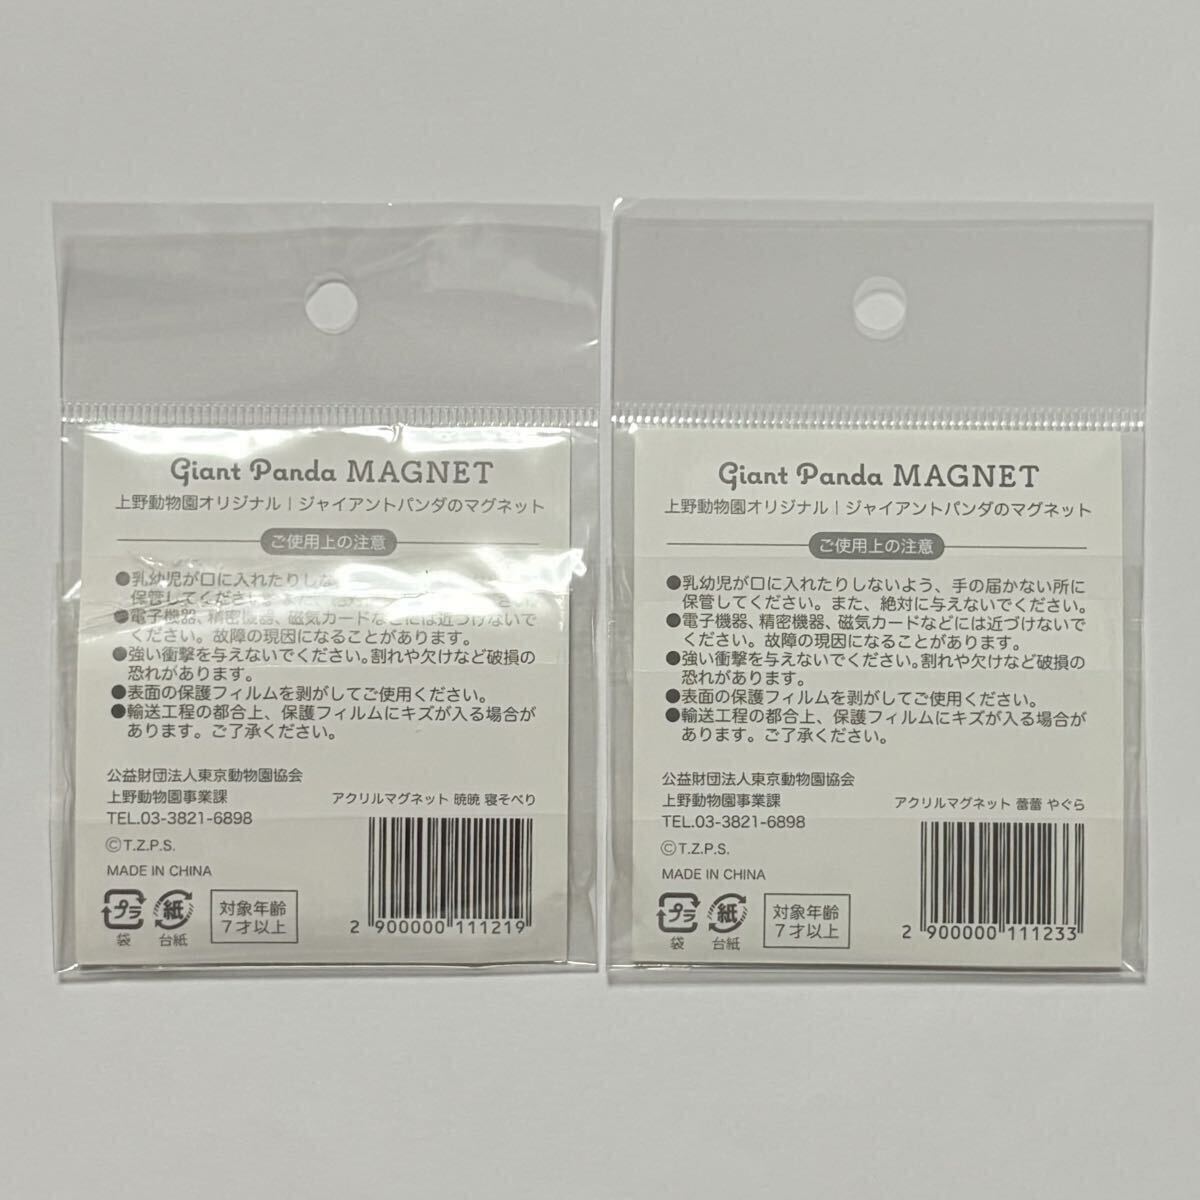 Giant Panda MAGNET
上野動物園オリジナル | ジャイアントパンダのマグネット
ご使用上の注意
●乳幼児が口に入れたりしな
保管してください。
●電子機器、精密機器、磁気カードなどには近づけないで
ください。故障の現因になることがあります。
●強い衝撃を与えないでください。割れや欠けなど破損の
恐れがあります。
●表面の保護フィルムを剥がしてご使用ください。
●輸送工程の都合上、保護フィルムにキズが入る場合が
あります。ご了承ください。
公益財団法人東京動物園協会
上野動物園事業課
TEL.03-3821-6898
©T.Z.P.S.
MADE IN CHINA
アクリルマグネット 暁暁 寝そべり
プラ
袋
紙
台紙
対象年齢
7才以上
2 900000 111219
Giant Panda MAGNET
上野動物園オリジナル | ジャイアントパンダのマグネット
ご使用上の注意
●乳幼児が口に入れたりしないよう、手の届かない所に
保管してください。また、絶対に与えないでください。
●電子機器、精密機器、磁気カードなどには近づけないで
ください。故障の現因になることがあります。
●強い衝撃を与えないでください。割れや欠けなど破損の
恐れがあります。
●表面の保護フィルムを剥がしてご使用ください。
●輸送工程の都合上、保護フィルムにキズが入る場合が
あります。ご了承ください。
公益財団法人東京動物園協会
上野動物園事業課
TEL.03-3821-6898
©T.Z.P.S.
MADE IN CHINA
アクリルマグネット 蕾蕾 やぐら
プラ
袋
紙
台紙
対象年齢
7才以上
2 900000 111233